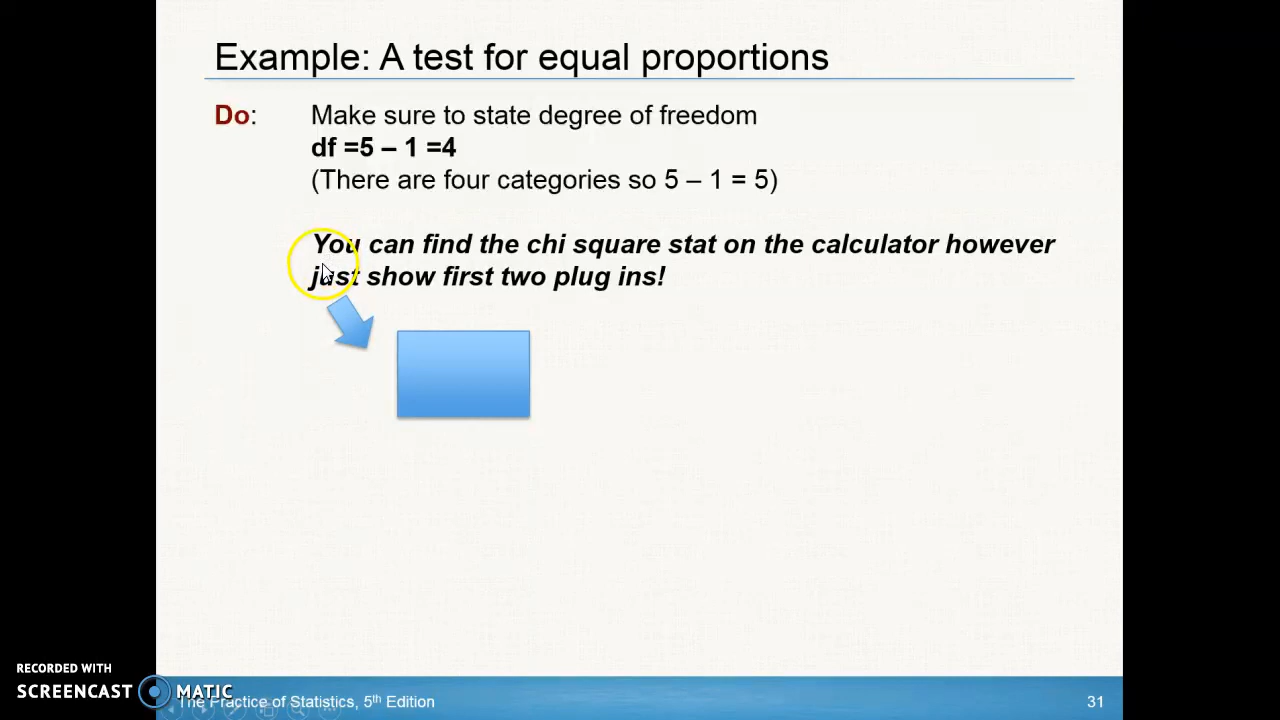 Example: A test for equal proportions
Do: Make sure to state degree of freedom
df =5 – 1 =4
(There are four categories so 5 – 1 = 5)
You can find the chi square stat on the calculator however
just show first two plug ins!
RECORDED WITH
SCREENCAST MATIC
The Practice of Statistics, 5th Edition
31